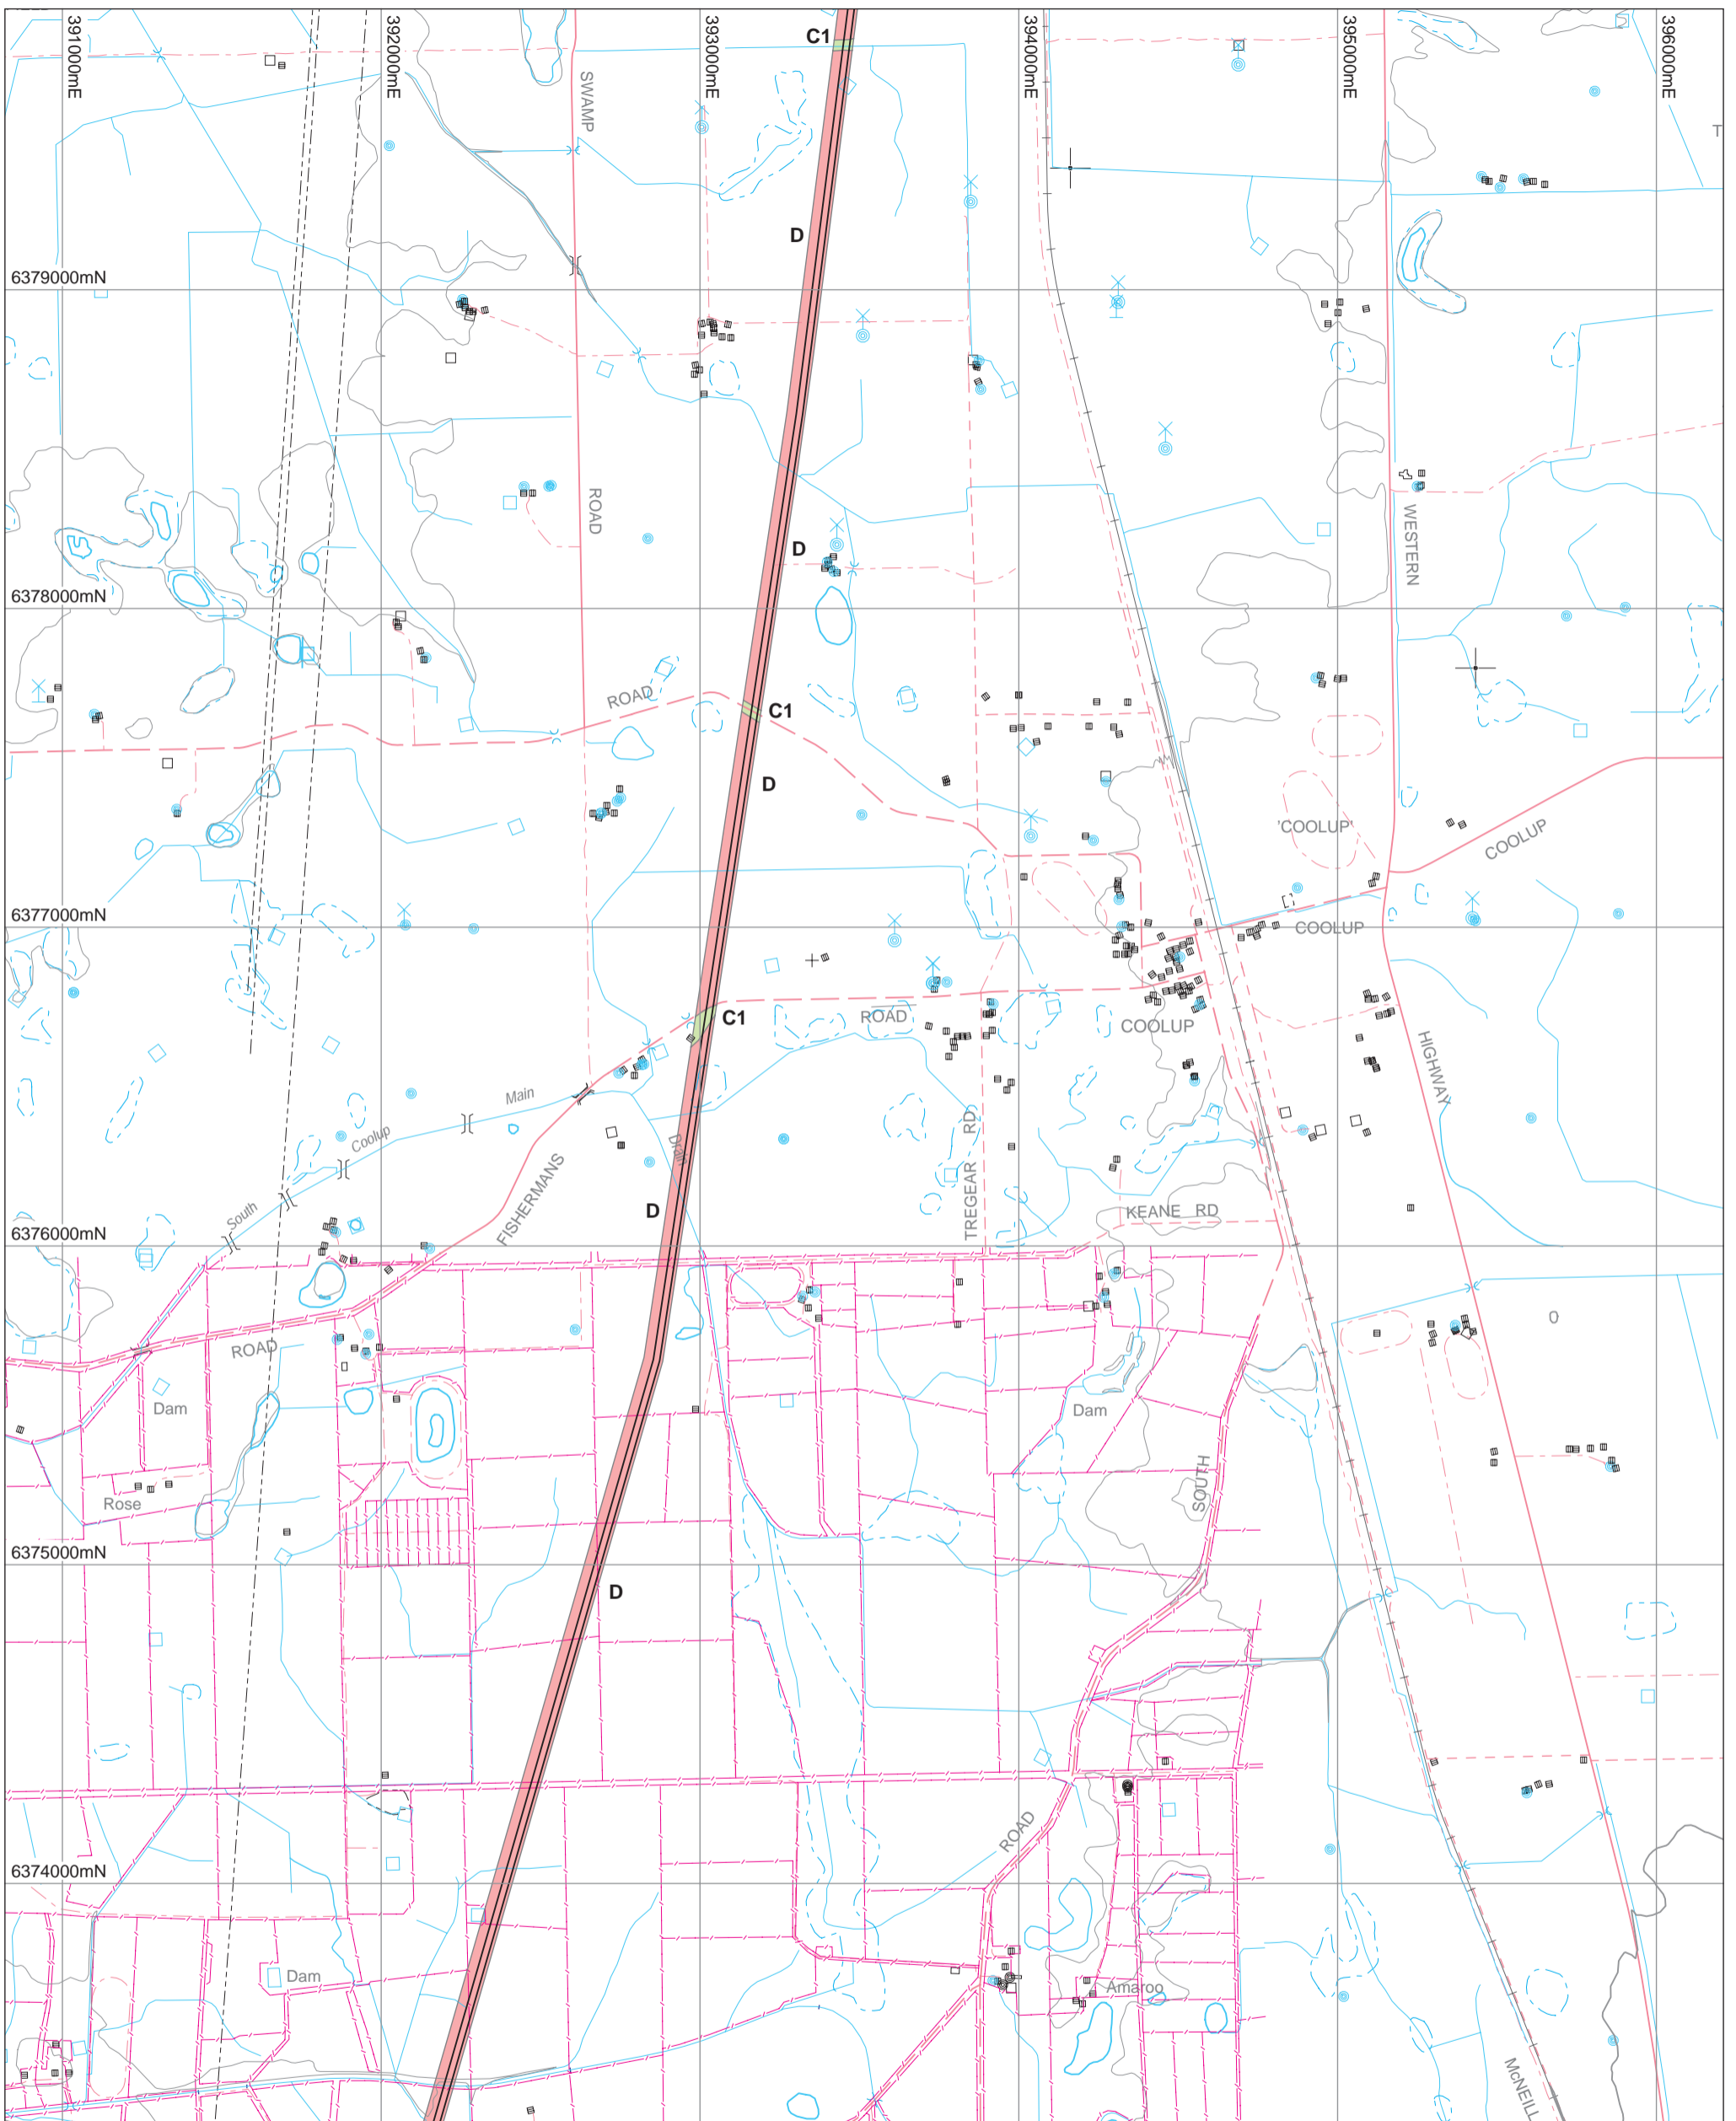 391000mE
392000mE
393000mE
394000mE
395000mE
396000mE
C1
SWAMP
T
D
6379000mN
ROAD
WESTERN
D
6378000mN
ROAD
C1
D
'COOLUP'
COOLUP
6377000mN
COOLUP
C1
ROAD
COOLUP
HIGHWAY
Main
Coolup
Drain
TREGEAR RD
FISHERMANS
South
D
KEANE RD
6376000mN
O
ROAD
Dam
Dam
SOUTH
Rose
6375000mN
D
ROAD
6374000mN
Dam
Amaroo
McNEILL